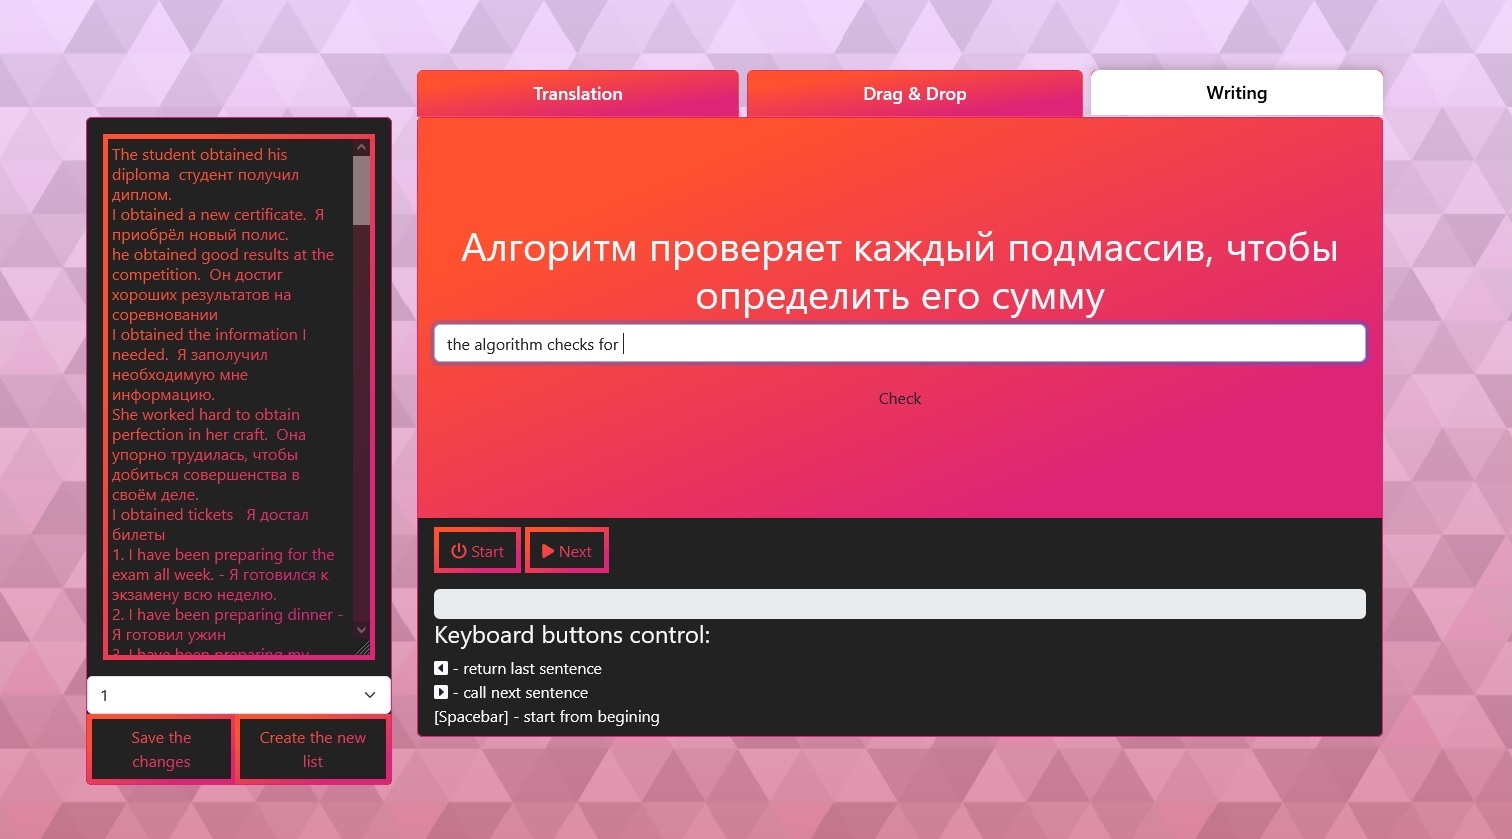 Translation
Drag & Drop
Writing
The student obtained his
diploma  студент получил
диплом.
I obtained a new certificate.  Я
приобрёл новый полис.
he obtained good results at the
competition.  Он достиг
хороших результатов на
соревновании
I obtained the information I
needed.  Я заполучил
необходимую мне
информацию.
She worked hard to obtain
perfection in her craft.  Она
упорно трудилась, чтобы
добиться совершенства в
своём деле.
I obtained tickets   Я достал
билеты
1. I have been preparing for the
exam all week. - Я готовился к
экзамену всю неделю.
2. I have been preparing dinner -
Я готовил ужин
3. I have been preparing my
1
Save the
changes
Create the new
list
Алгоритм проверяет каждый подмассив, чтобы
определить его сумму
the algorithm checks for
Check
Start
Next
Keyboard buttons control:
- return last sentence
- call next sentence
[Spacebar] - start from begining